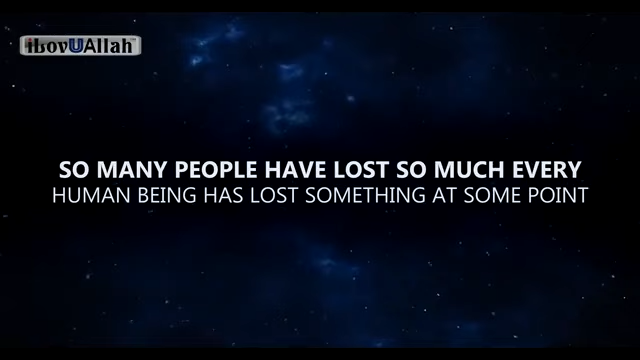 iLovUAllah
SO MANY PEOPLE HAVE LOST SO MUCH EVERY
HUMAN BEING HAS LOST SOMETHING AT SOME POINT